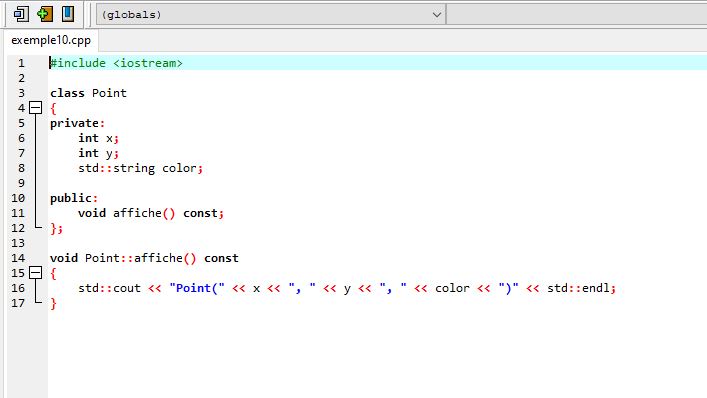 (globals)
exemple10.cpp
1 #include <iostream>
2
3 class Point
4 {
5 private:
6 int x;
7 int y;
8 std::string color;
9
10 public:
11 void affiche() const;
12 };
13
14 void Point::affiche() const
15 {
16 std::cout << "Point(" << x << ", " << y << ", " << color << ")" << std::endl;
17 }